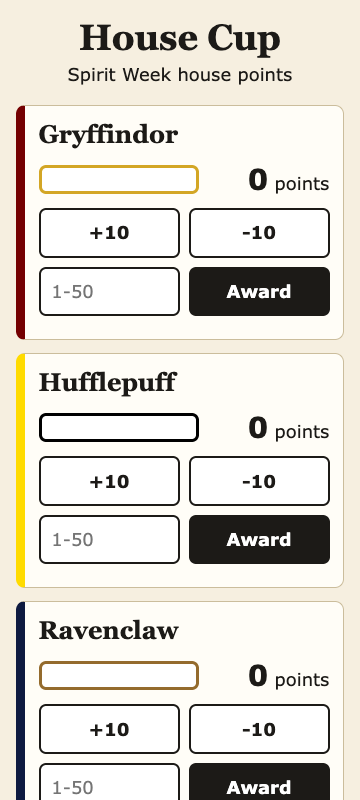 House Cup
Spirit Week house points
Gryffindor
0 points
+10 -10
1-50 Award
Hufflepuff
0 points
+10 -10
1-50 Award
Ravenclaw
0 points
+10 -10
1-50 Award